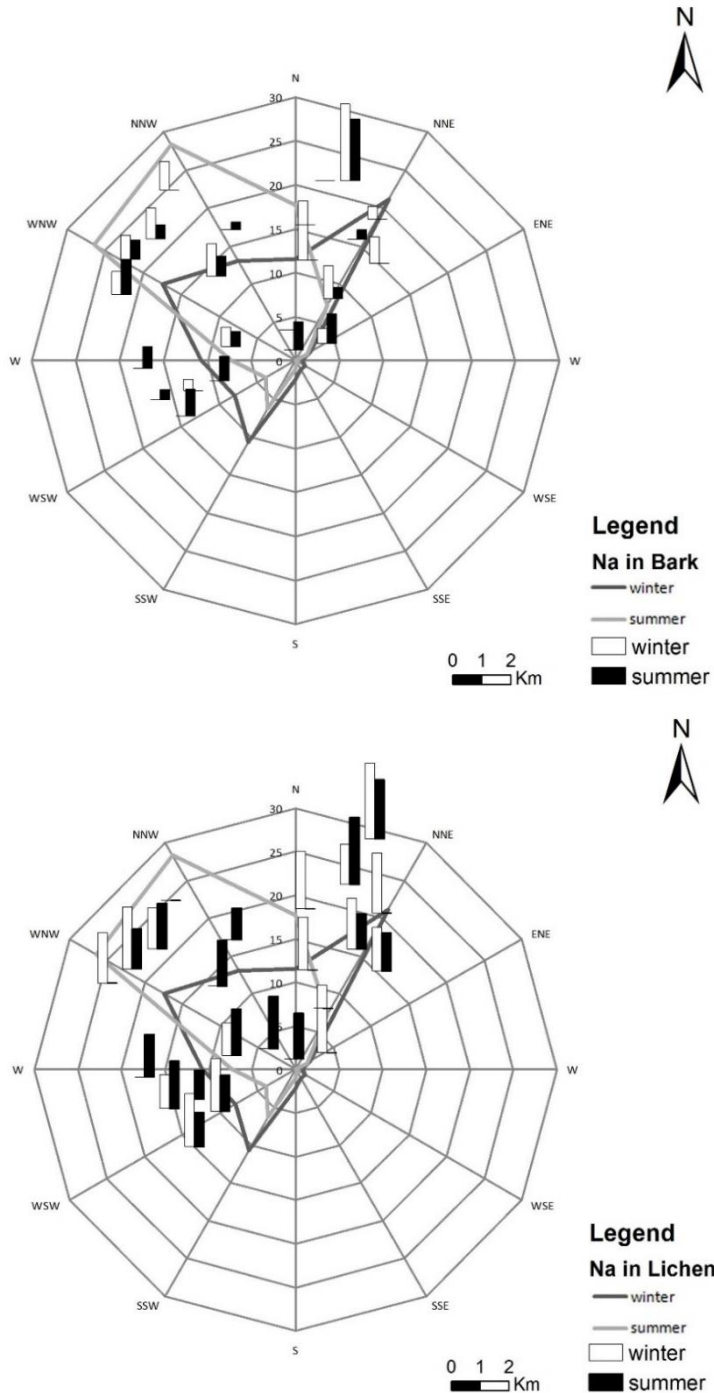 N
N
30
NNW
NNE
25
20
WNW
ENE
15
10
5
W
0
W
WSW
WSE
SSW
SSE
S
Legend
Na in Bark
winter
summer
winter
summer
0 1 2
Km
N
N
30
NNW
NNE
25
20
WNW
ENE
15
10
5
W
0
W
WSW
WSE
SSW
SSE
S
Legend
Na in Lichen
winter
summer
winter
summer
0 1 2
Km